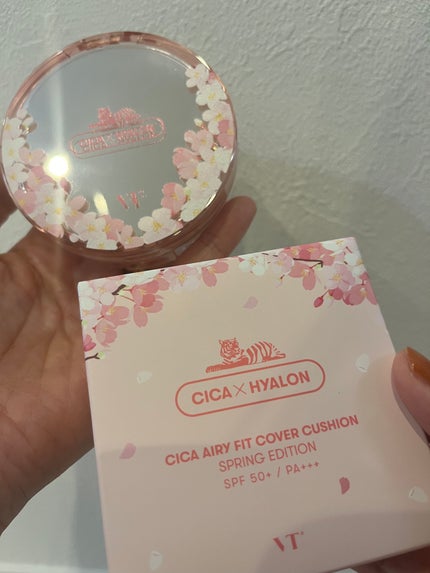 CICA×HYALON
VT
CICA×HYALON
CICA AIRY FIT COVER CUSHION
SPRING EDITION
SPF 50+ / PA+++
VT